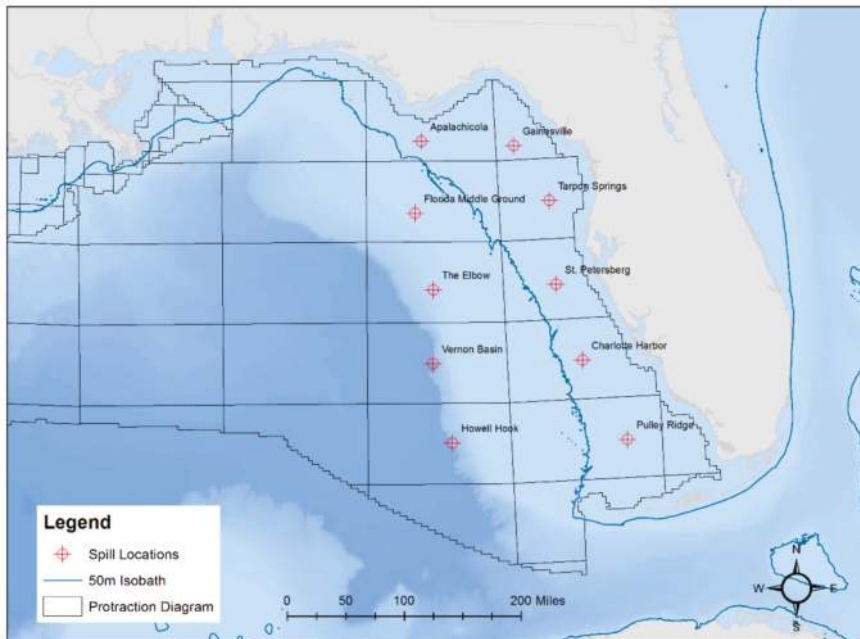 Apalachicola
Gainesville
Tarpon Springs
Florida Middle Ground
St. Petersberg
The Elbow
Vernon Basin
Charlotte Harbor
Howell Hook
Pulley Ridge
Legend
Spill Locations
50m Isobath
Protraction Diagram
0 50 100 200 Miles
N
W E
S